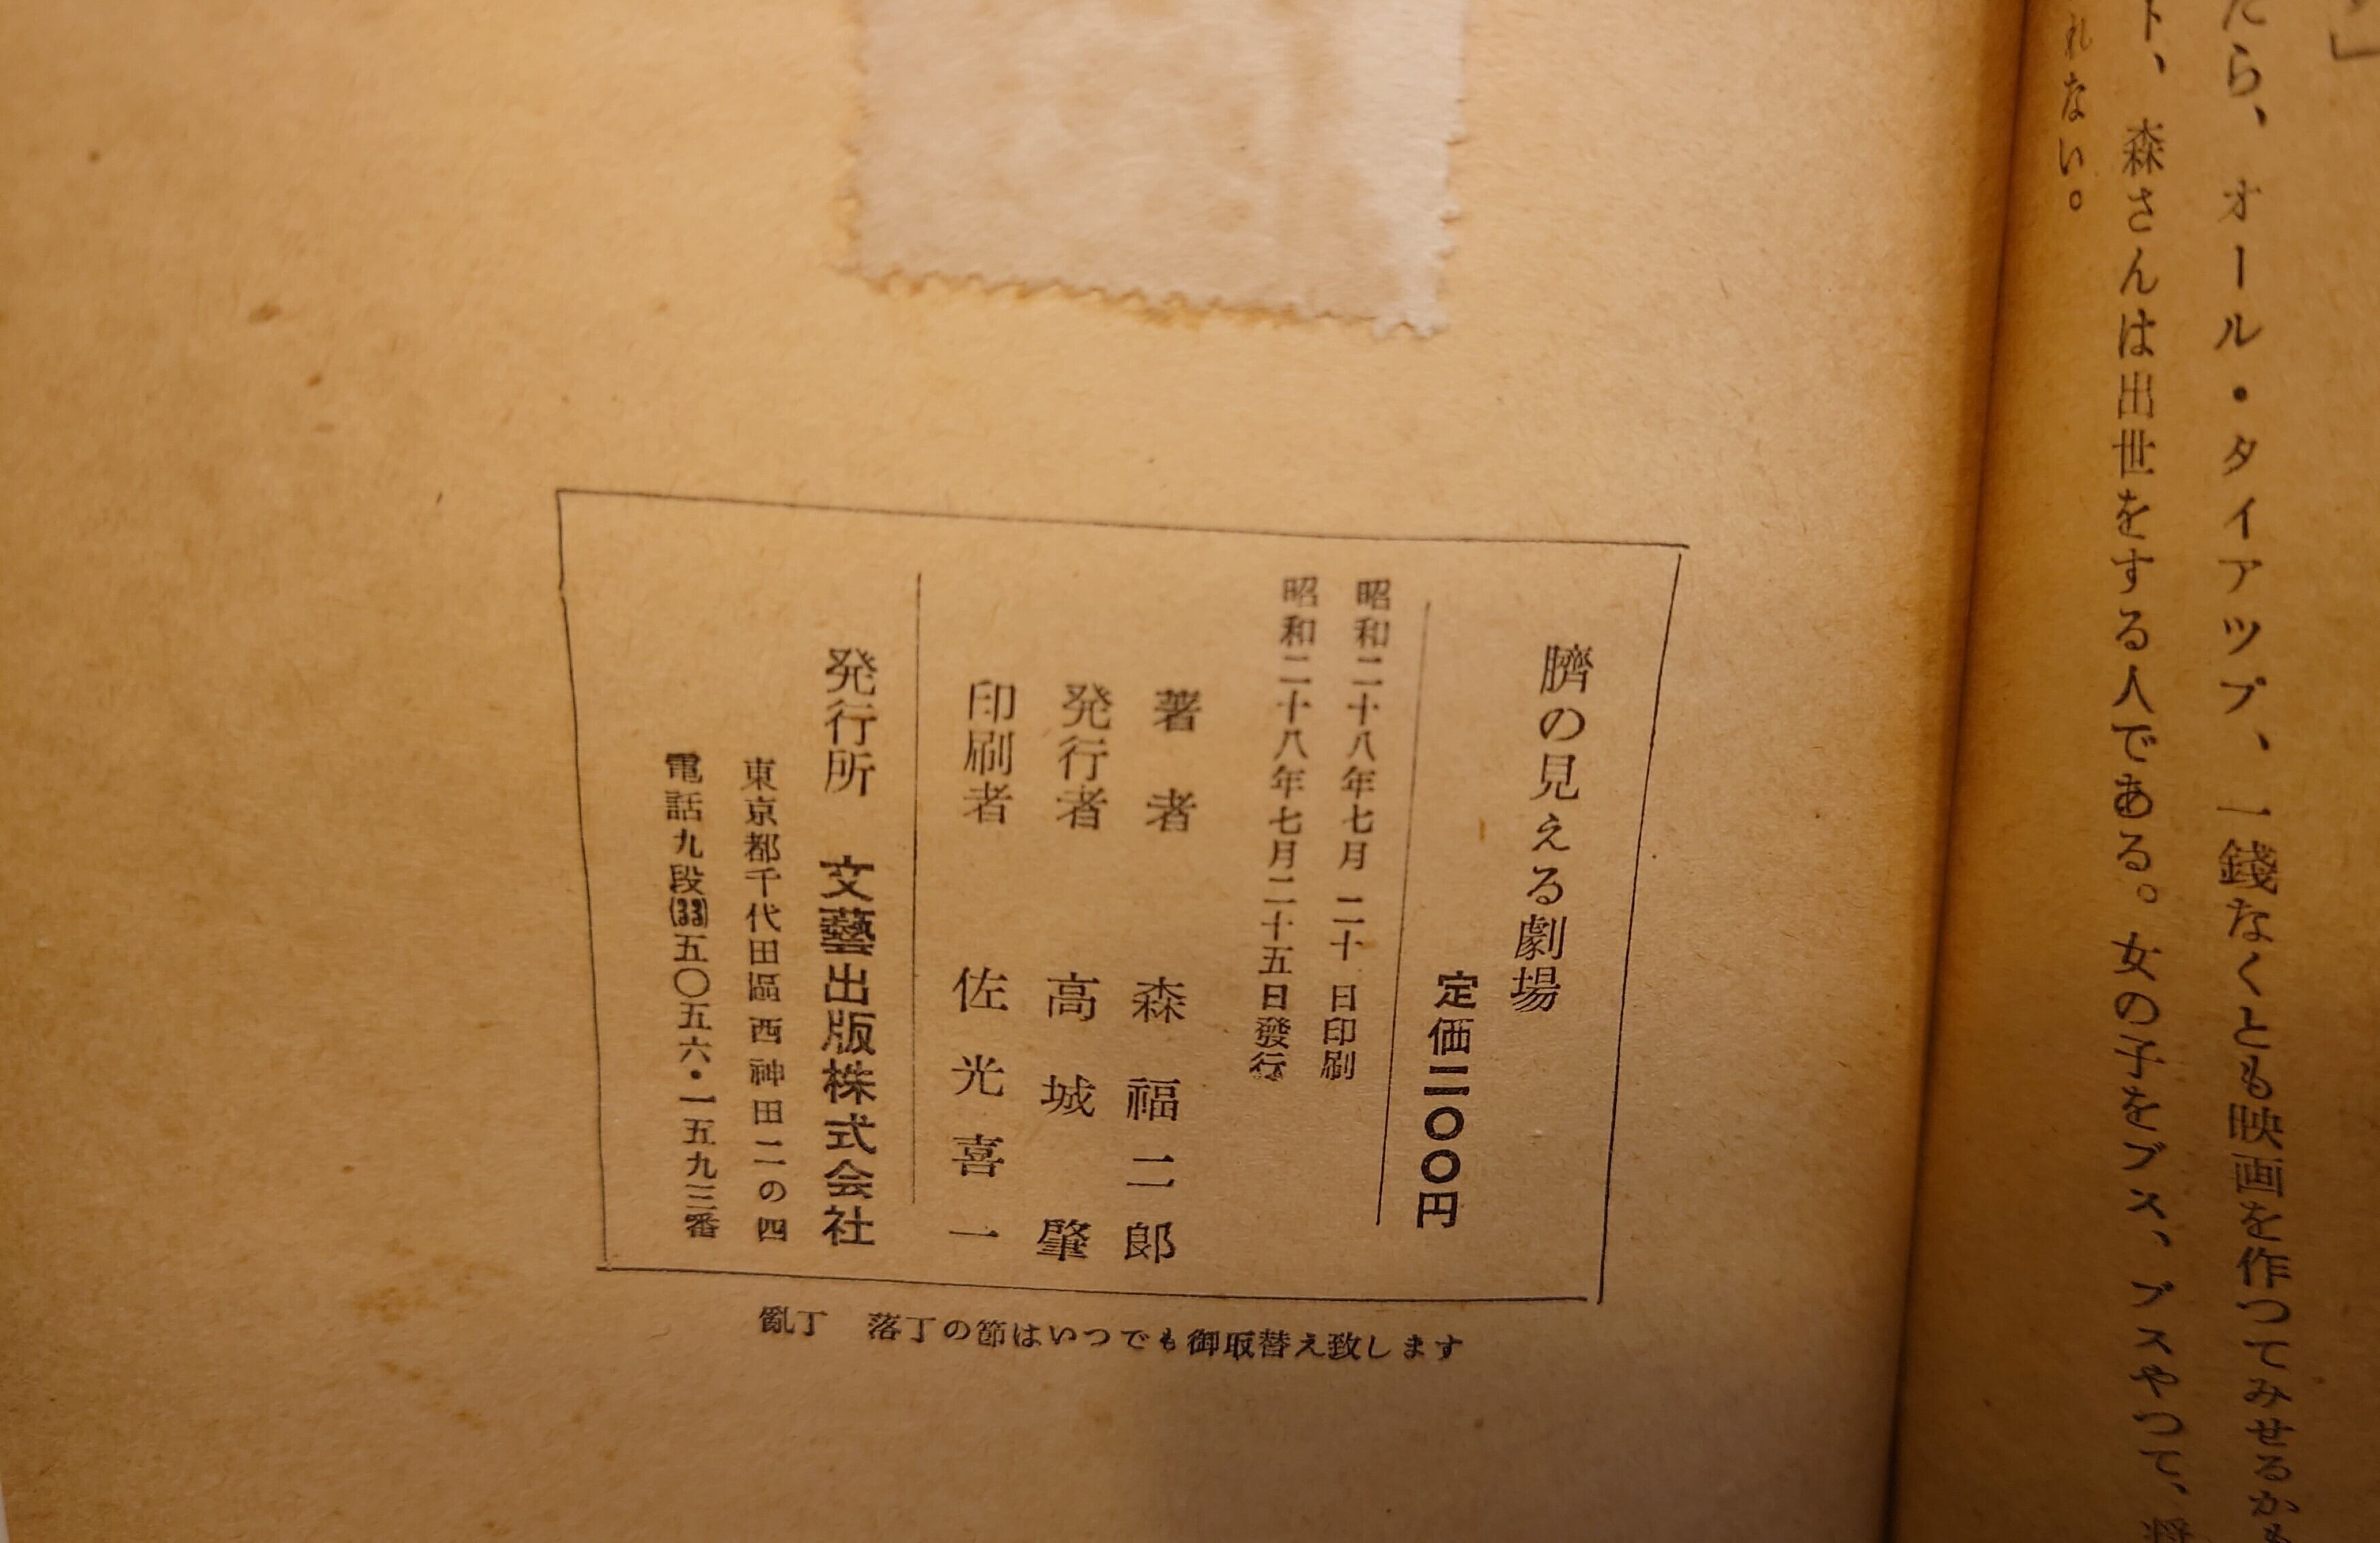 たら、オール・タイアツプ、一錢なくとも映画を作つてみせるかも
ト、森さんは出世をする人である。女の子をブス、ブスやつて、
れない。
臍の見える劇場
定価二〇〇円
昭和二十八年七月二十日印刷
昭和二十八年七月二十五日發行
著者 森福二郎
発行者 高城肇
印刷者 佐光喜一
発行所 文藝出版株式会社
東京都千代田區西神田二の四
電話九段(33)五〇五六・一五九三番
亂丁 落丁の節はいつでも御取替え致します